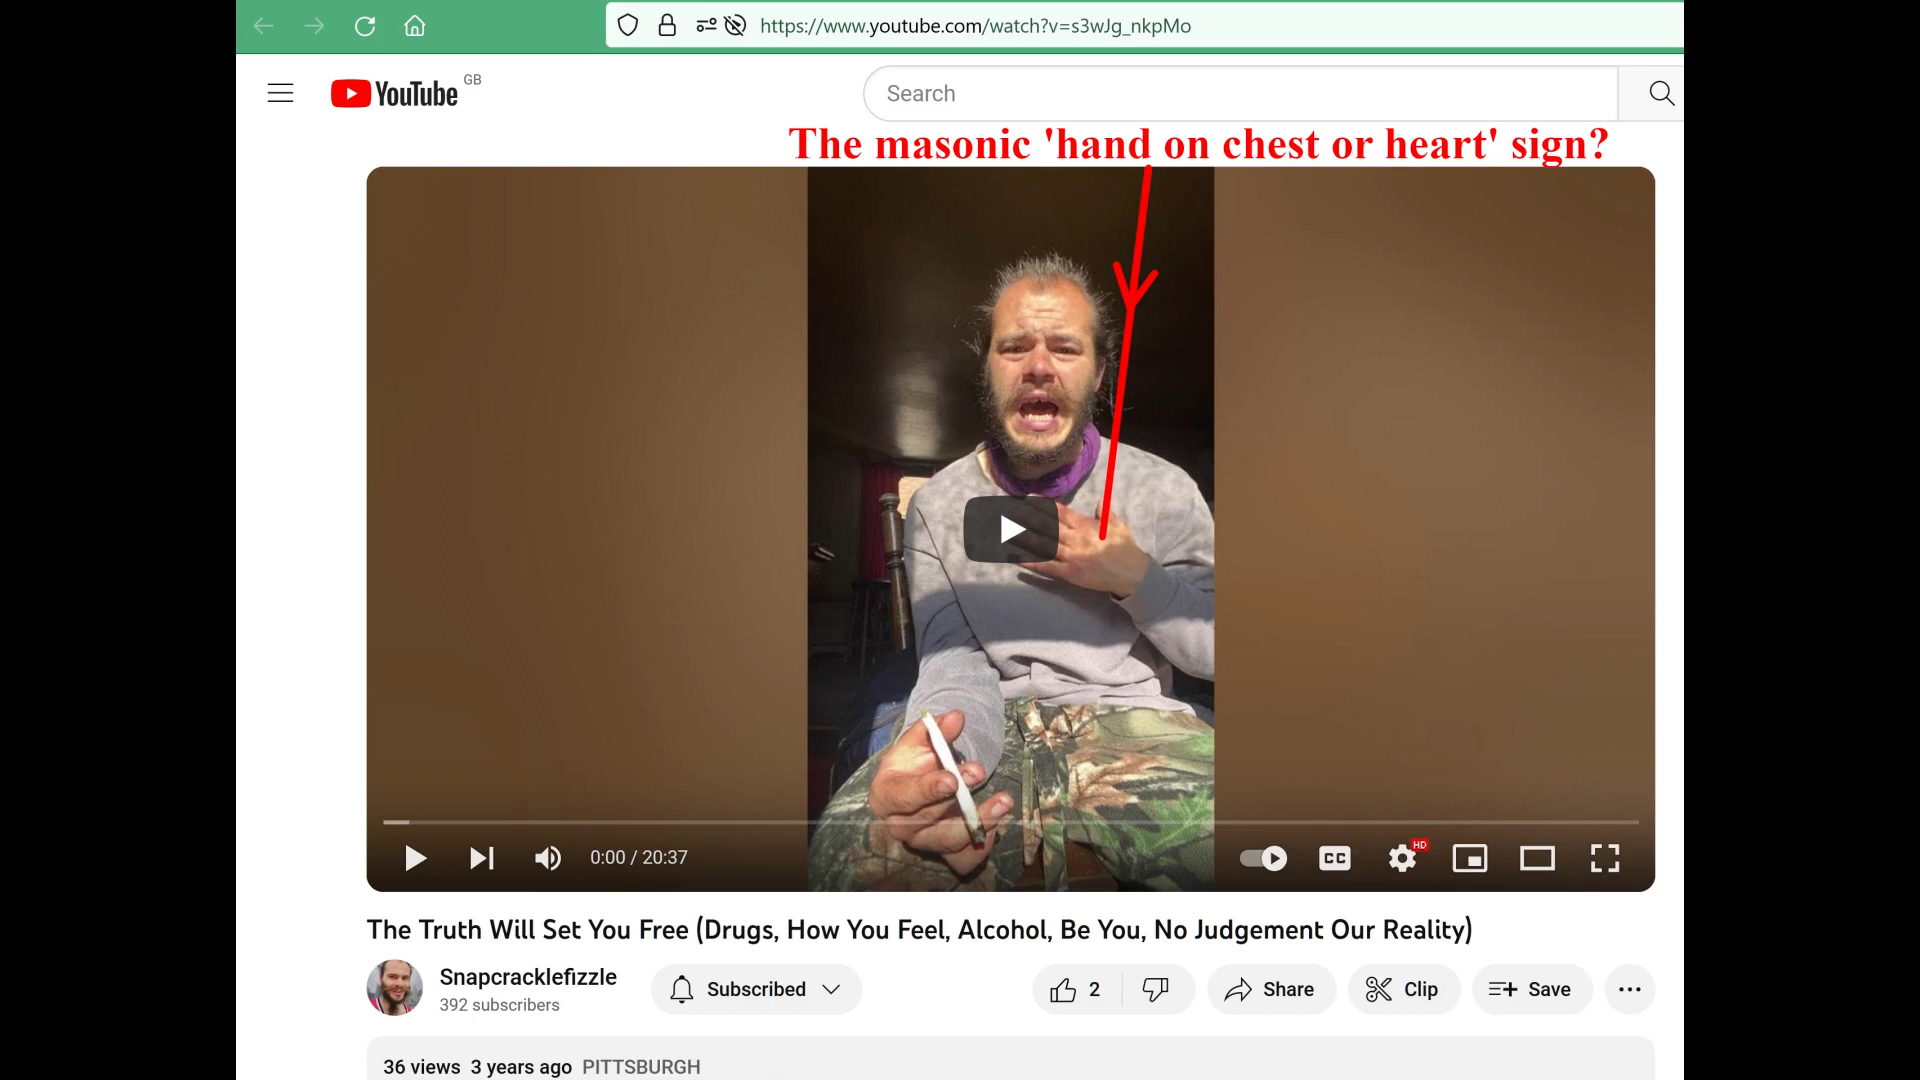 https://www.youtube.com/watch?v=s3wJg_nkpMo
YouTube GB
Search
The masonic 'hand on chest or heart' sign?
0:00 / 20:37
CC
HD
The Truth Will Set You Free (Drugs, How You Feel, Alcohol, Be You, No Judgement Our Reality)
Snapcracklefizzle
392 subscribers
Subscribed
2
Share
Clip
Save
36 views 3 years ago PITTSBURGH